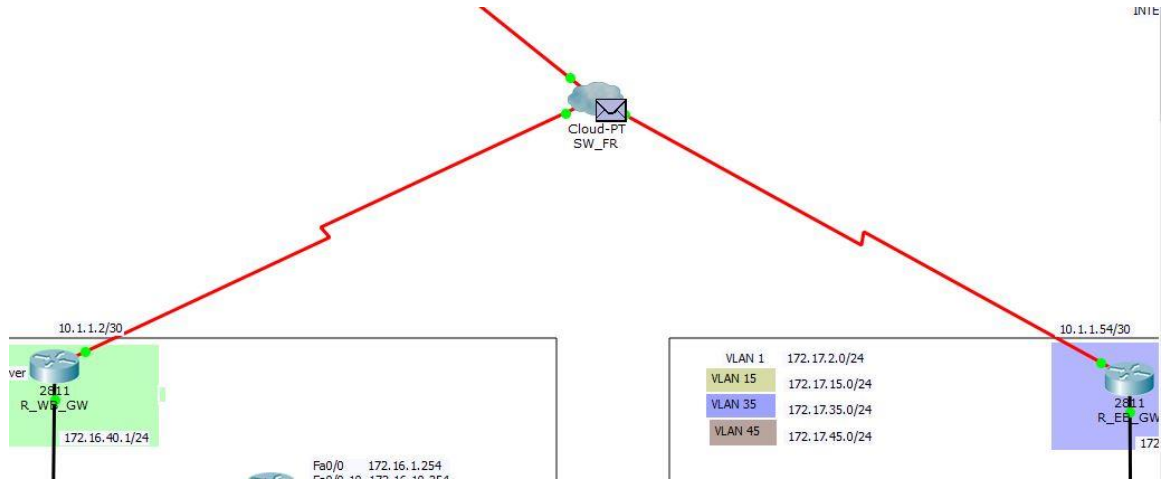 INTE
Cloud-PT
SW_FR
10.1.1.2/30
10.1.1.54/30
ver
2811
R_WB_GW
172.16.40.1/24
VLAN 1 172.17.2.0/24
VLAN 15 172.17.15.0/24
VLAN 35 172.17.35.0/24
VLAN 45 172.17.45.0/24
2811
R_EB_GW
172
Fa0/0 172.16.1.254